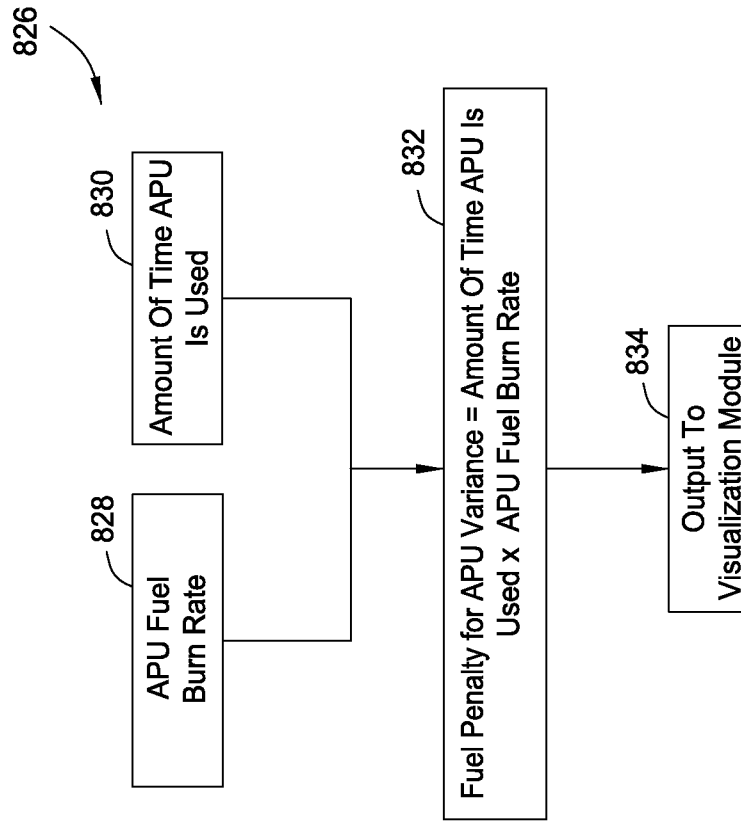 826
828
APU Fuel
Burn Rate
830
Amount Of Time APU
Is Used
832
Fuel Penalty for APU Variance = Amount Of Time APU Is
Used x APU Fuel Burn Rate
834
Output To
Visualization Module